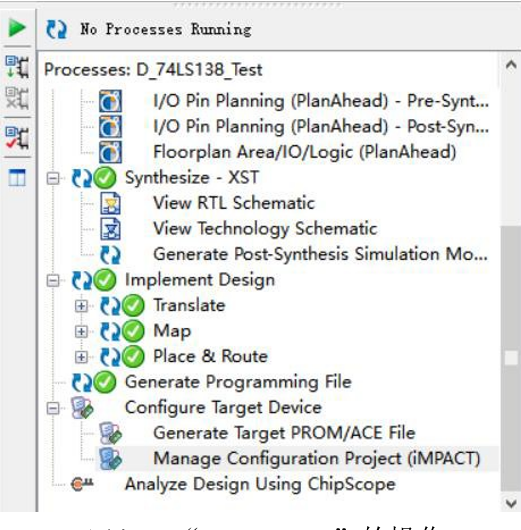 No Processes Running
Processes: D_74LS138_Test
I/O Pin Planning (PlanAhead) - Pre-Synt...
I/O Pin Planning (PlanAhead) - Post-Syn...
Floorplan Area/IO/Logic (PlanAhead)
Synthesize - XST
View RTL Schematic
View Technology Schematic
Generate Post-Synthesis Simulation Mo...
Implement Design
Translate
Map
Place & Route
Generate Programming File
Configure Target Device
Generate Target PROM/ACE File
Manage Configuration Project (iMPACT)
Analyze Design Using ChipScope